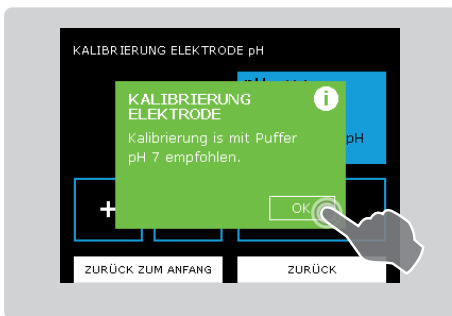 KALIBRIERUNG ELEKTRODE pH
KALIBRIERUNG
ELEKTRODE
i
Kalibrierung is mit Puffer
pH 7 empfohlen.
pH
+
OK
ZURÜCK ZUM ANFANG
ZURÜCK